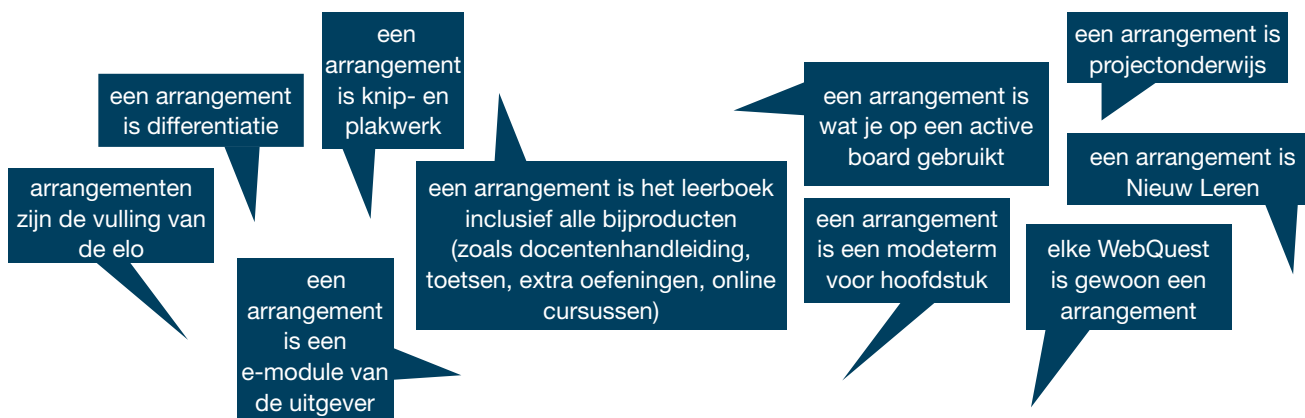 een
arrangement
is knip- en
plakwerk
een arrangement
is differentiatie
arrangementen
zijn de vulling van
de elo
een
arrangement
is een
e-module van
de uitgever
een arrangement is het leerboek
inclusief alle bijproducten
(zoals docentenhandleiding,
toetsen, extra oefeningen, online
cursussen)
een arrangement is
wat je op een active
board gebruikt
een arrangement is
projectonderwijs
een arrangement is
Nieuw Leren
een arrangement
is een modeterm
voor hoofdstuk
elke WebQuest
is gewoon een
arrangement